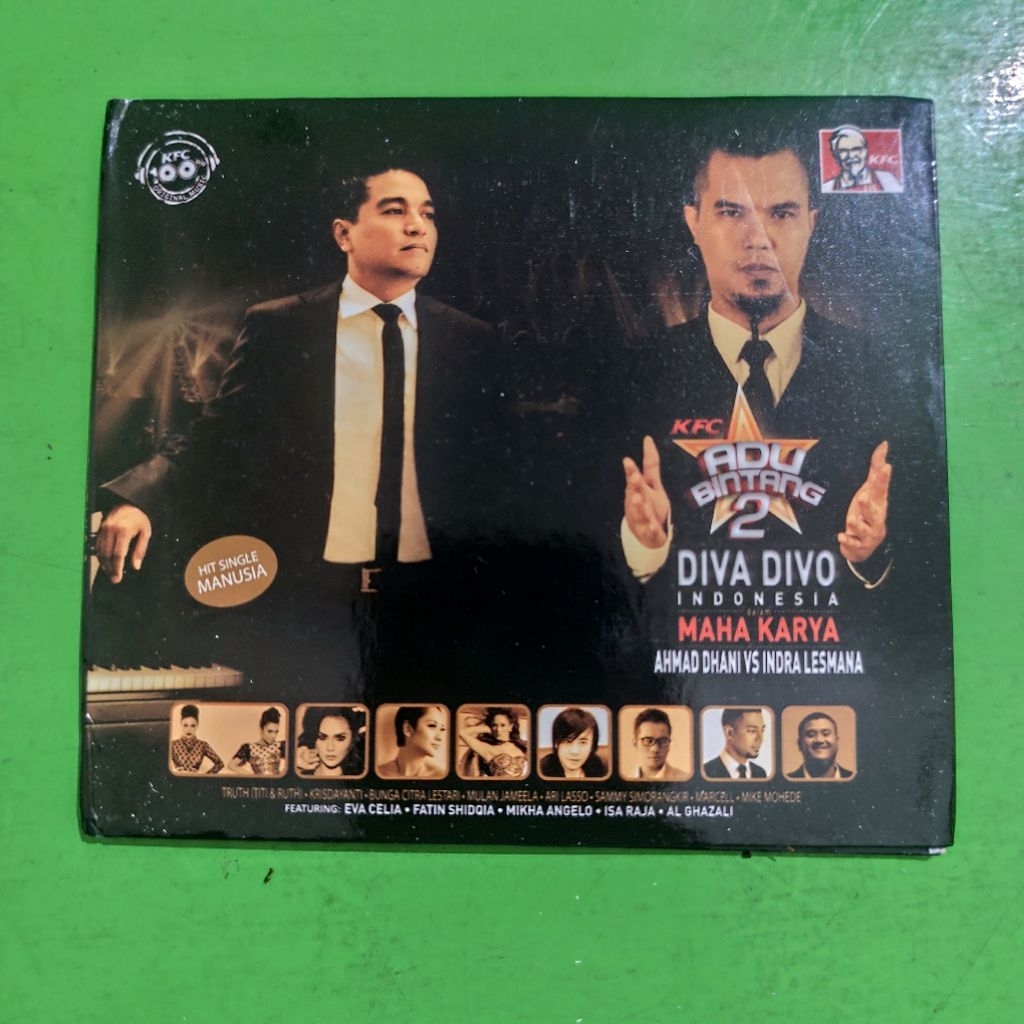 KFC
100%
ORIGINAL MUSIC
KFC
KFC
ADU
BINTANG
2
HIT SINGLE
MANUSIA
DIVA DIVO
INDONESIA
dalam
MAHA KARYA
AHMAD DHANI VS INDRA LESMANA
TRUTH (TITI & RUTH) • KRISDAYANTI • BUNGA CITRA LESTARI • MULAN JAMEELA • ARI LASSO • SAMMY SIMORANGKIR • MARCELL • MIKE MOHEDE
FEATURING: EVA CELIA • FATIN SHIDQIA • MIKHA ANGELO • ISA RAJA • AL GHAZALI